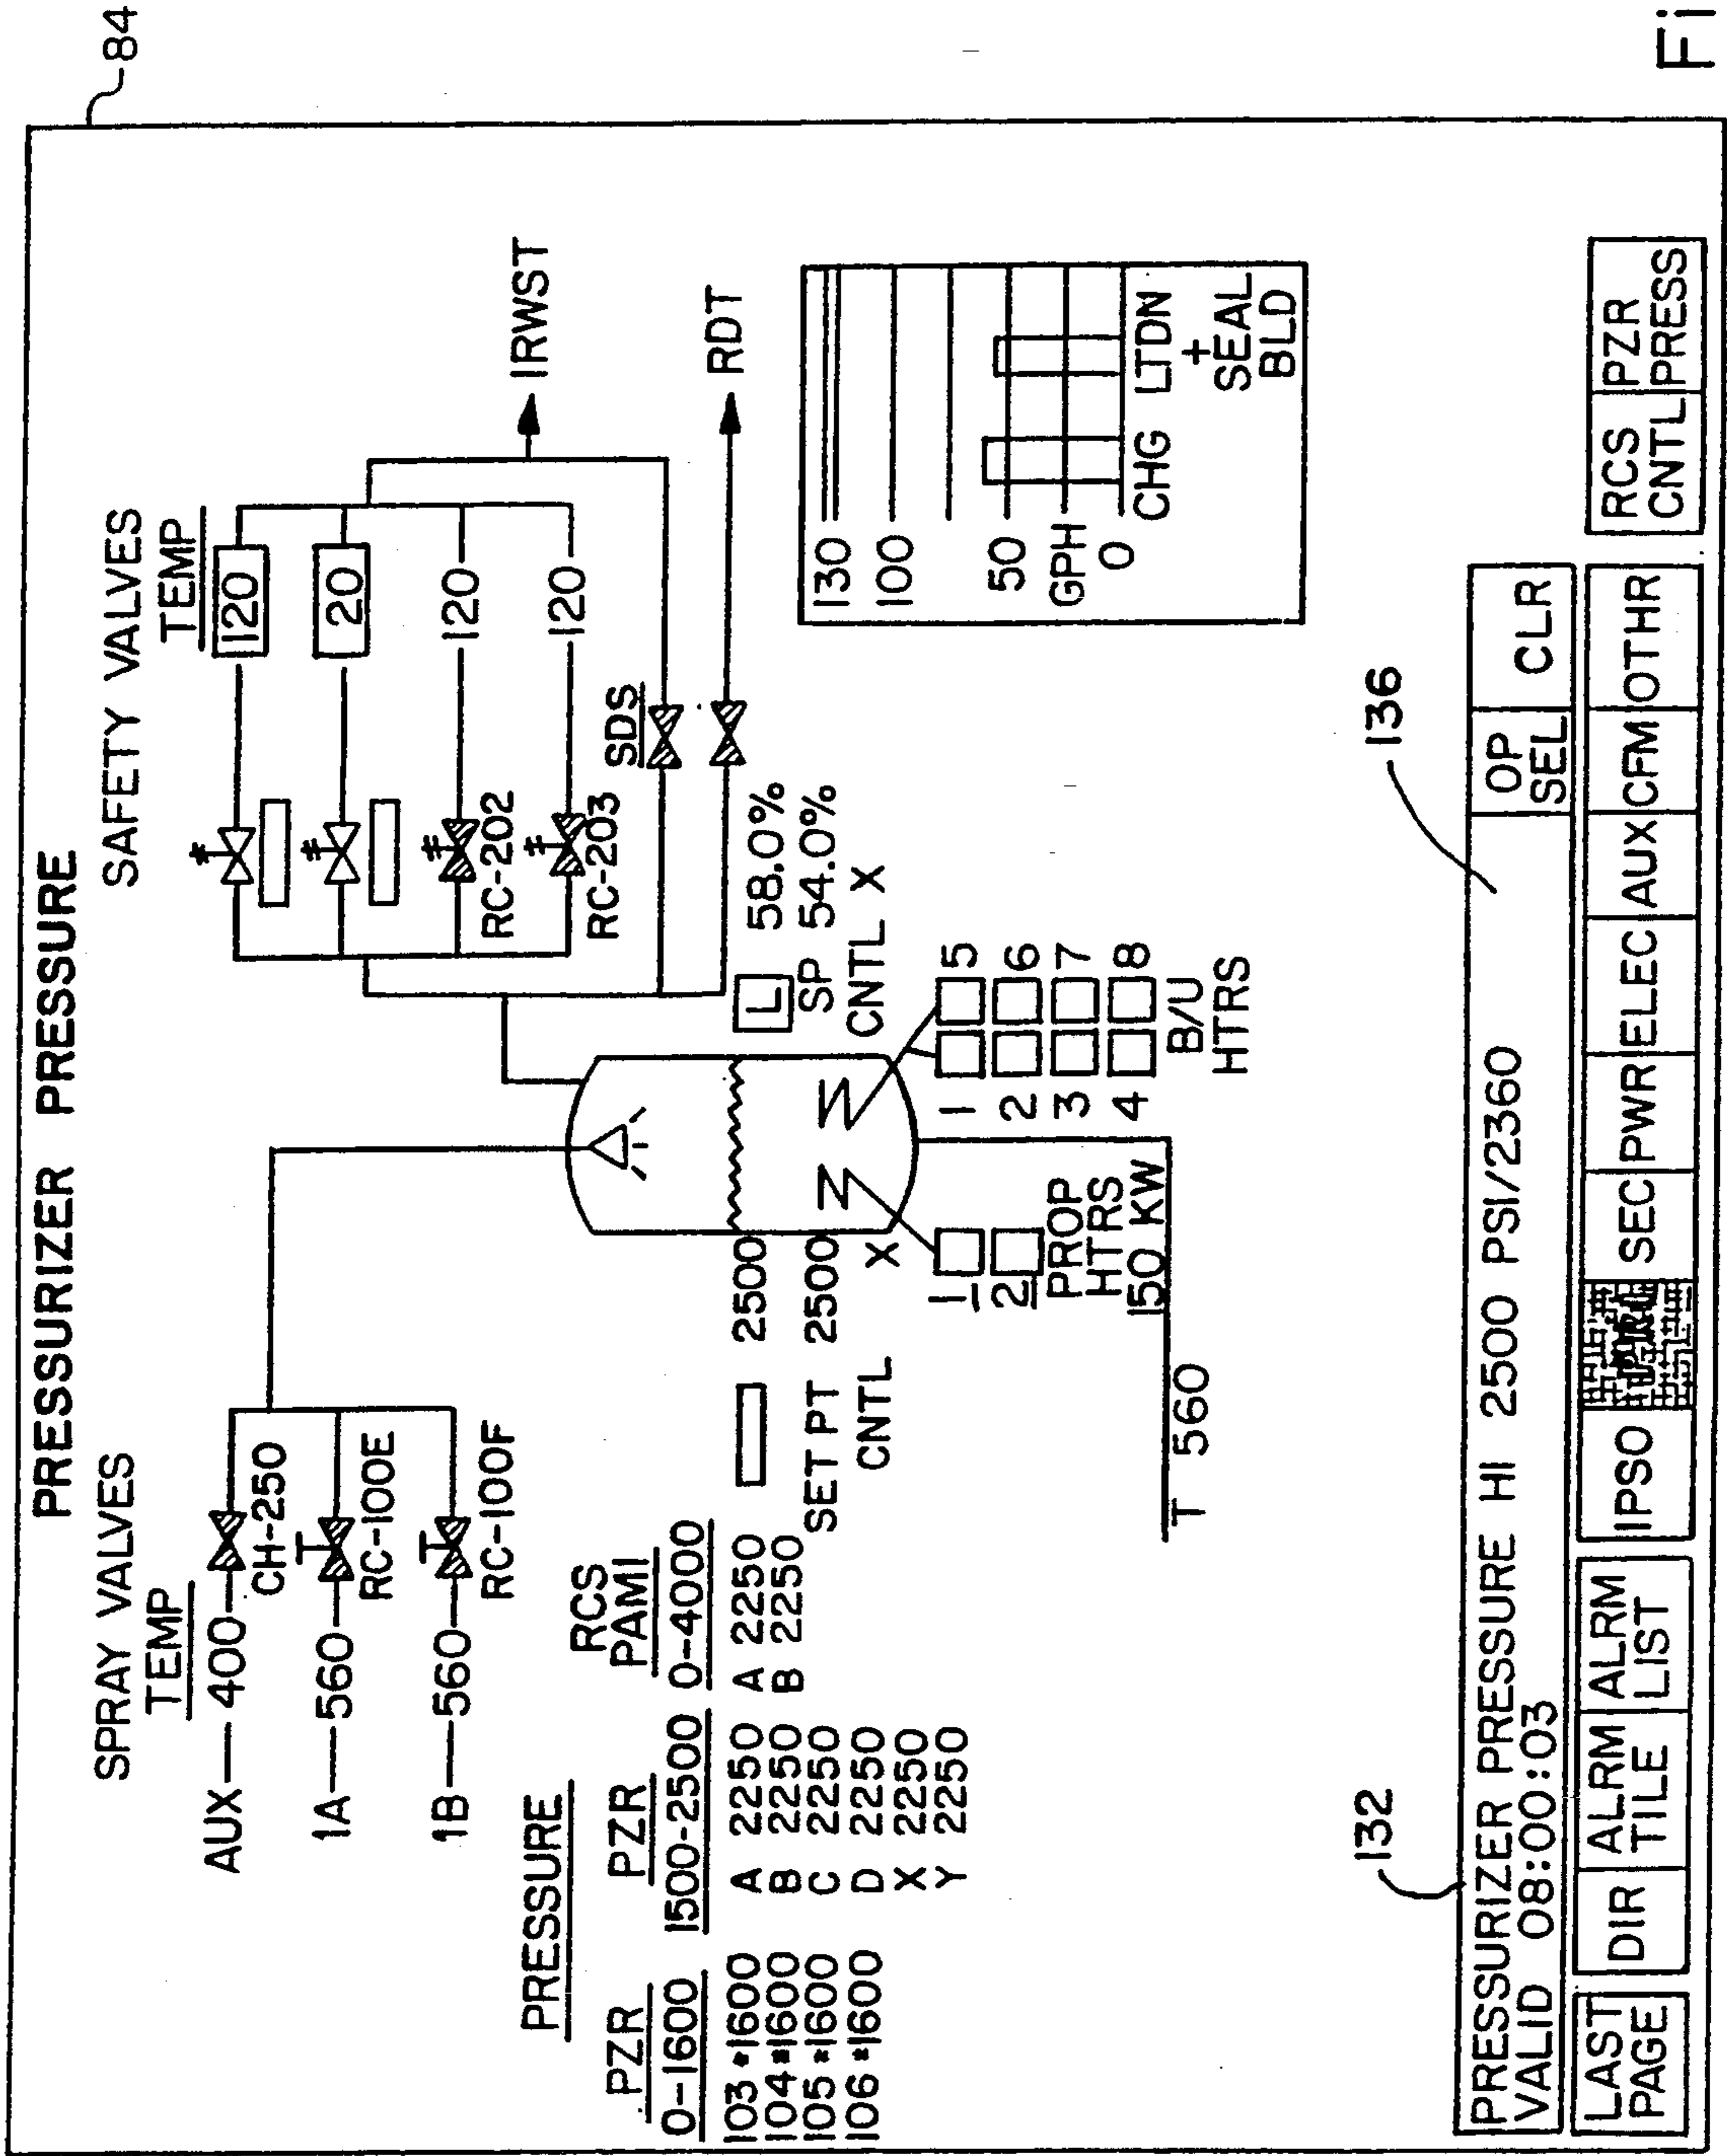 84
PRESSURIZER PRESSURE
SPRAY VALVES
TEMP
AUX 400
CH-250
1A 560
RC-100E
1B 560
RC-100F
SAFETY VALVES
TEMP
120
20
120
RC-202
120
RC-203
SDS
IRWST
RDT
PRESSURE
PZR
0-1600
103 *1600
104 *1600
105 *1600
106 *1600
PZR
1500-2500
A 2250
B 2250
C 2250
D 2250
X 2250
Y 2250
RCS
PAMI
0-4000
A 2250
B 2250
2500
SET PT 2500
CNTL X
L 58.0%
SP 54.0%
CNTL X
1
2
PROP
HTRS
150 KW
1 5
2 6
3 7
4 8
B/U
HTRS
T 560
130
100
50
GPH
0
CHG LTDN
+
SEAL
BLD
132
136
PRESSURIZER PRESSURE HI 2500 PSI/2360
VALID 08:00:03
OP
SEL
CLR
LAST
PAGE
DIR
ALRM
TILE
ALRM
LIST
IPSO
SEC
PWR
ELEC
AUX
CFM
OTHR
RCS
CNTL
PZR
PRESS
Fi